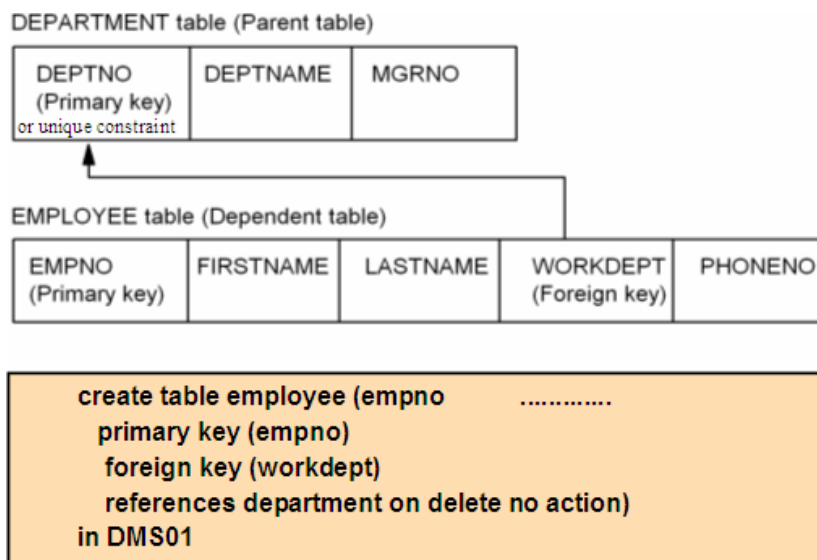 DEPARTMENT table (Parent table)
DEPTNO
(Primary key)
or unique constraint
DEPTNAME
MGRNO
EMPLOYEE table (Dependent table)
EMPNO
(Primary key)
FIRSTNAME
LASTNAME
WORKDEPT
(Foreign key)
PHONENO
create table employee (empno .............
primary key (empno)
foreign key (workdept)
references department on delete no action)
in DMS01